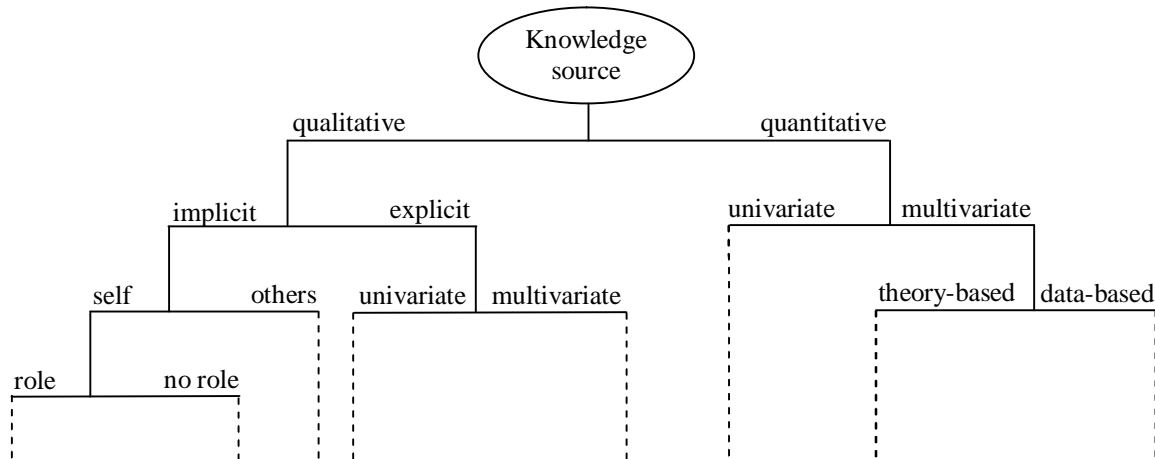 Knowledge
source
qualitative
quantitative
implicit
explicit
univariate
multivariate
self
others
univariate
multivariate
theory-based
data-based
role
no role